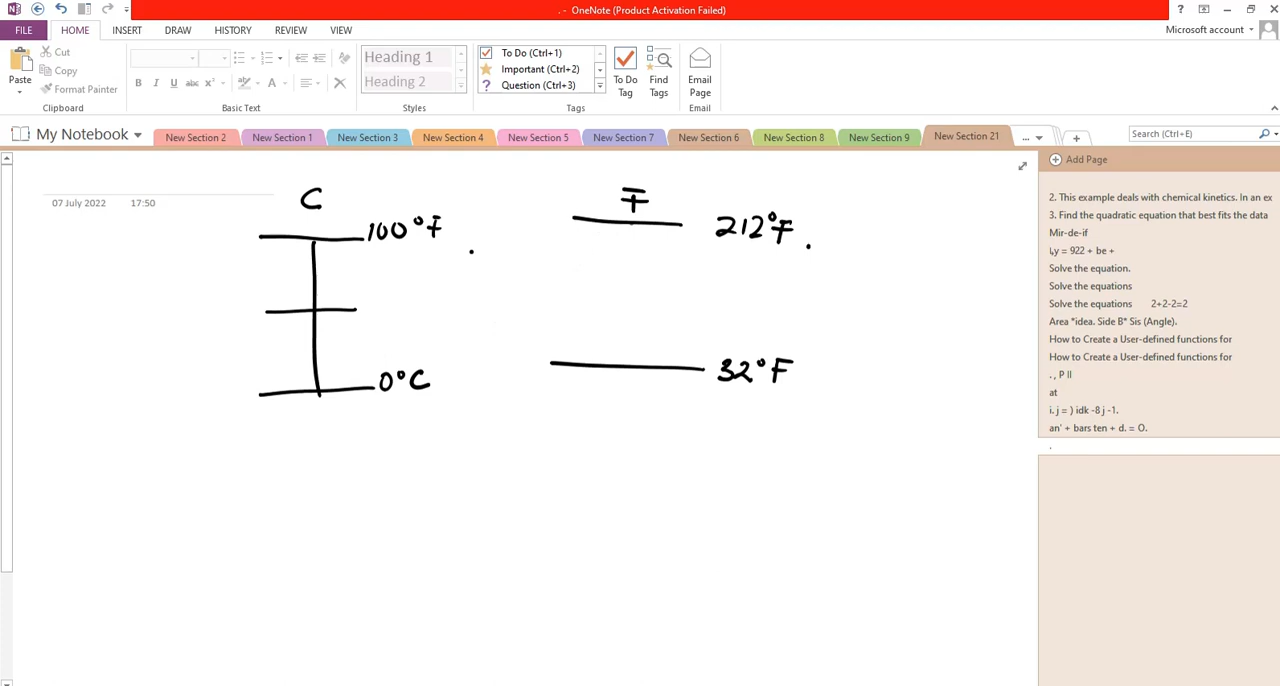 . - OneNote (Product Activation Failed)
FILE HOME INSERT DRAW HISTORY REVIEW VIEW
Microsoft account
Paste
Cut
Copy
Format Painter
Clipboard
B I U abc x² A
Basic Text
Heading 1
Heading 2
Styles
To Do (Ctrl+1)
Important (Ctrl+2)
Question (Ctrl+3)
To Do Tag
Find Tags
Tags
Email Page
Email
My Notebook
New Section 2 New Section 1 New Section 3 New Section 4 New Section 5 New Section 7 New Section 6 New Section 8 New Section 9 New Section 21 ...
Search (Ctrl+E)
Add Page
07 July 2022 17:50
C
100°F
0°C
F
212°F
32°F
2. This example deals with chemical kinetics. In an ex
3. Find the quadratic equation that best fits the data
Mir-de-if
l,y = 922 + be +
Solve the equation.
Solve the equations
Solve the equations 2+2-2=2
Area *idea. Side B* Sis (Angle).
How to Create a User-defined functions for
How to Create a User-defined functions for
. , P II
at
i. j = ) idk -8 j -1.
an' + bars ten + d. = O.
.